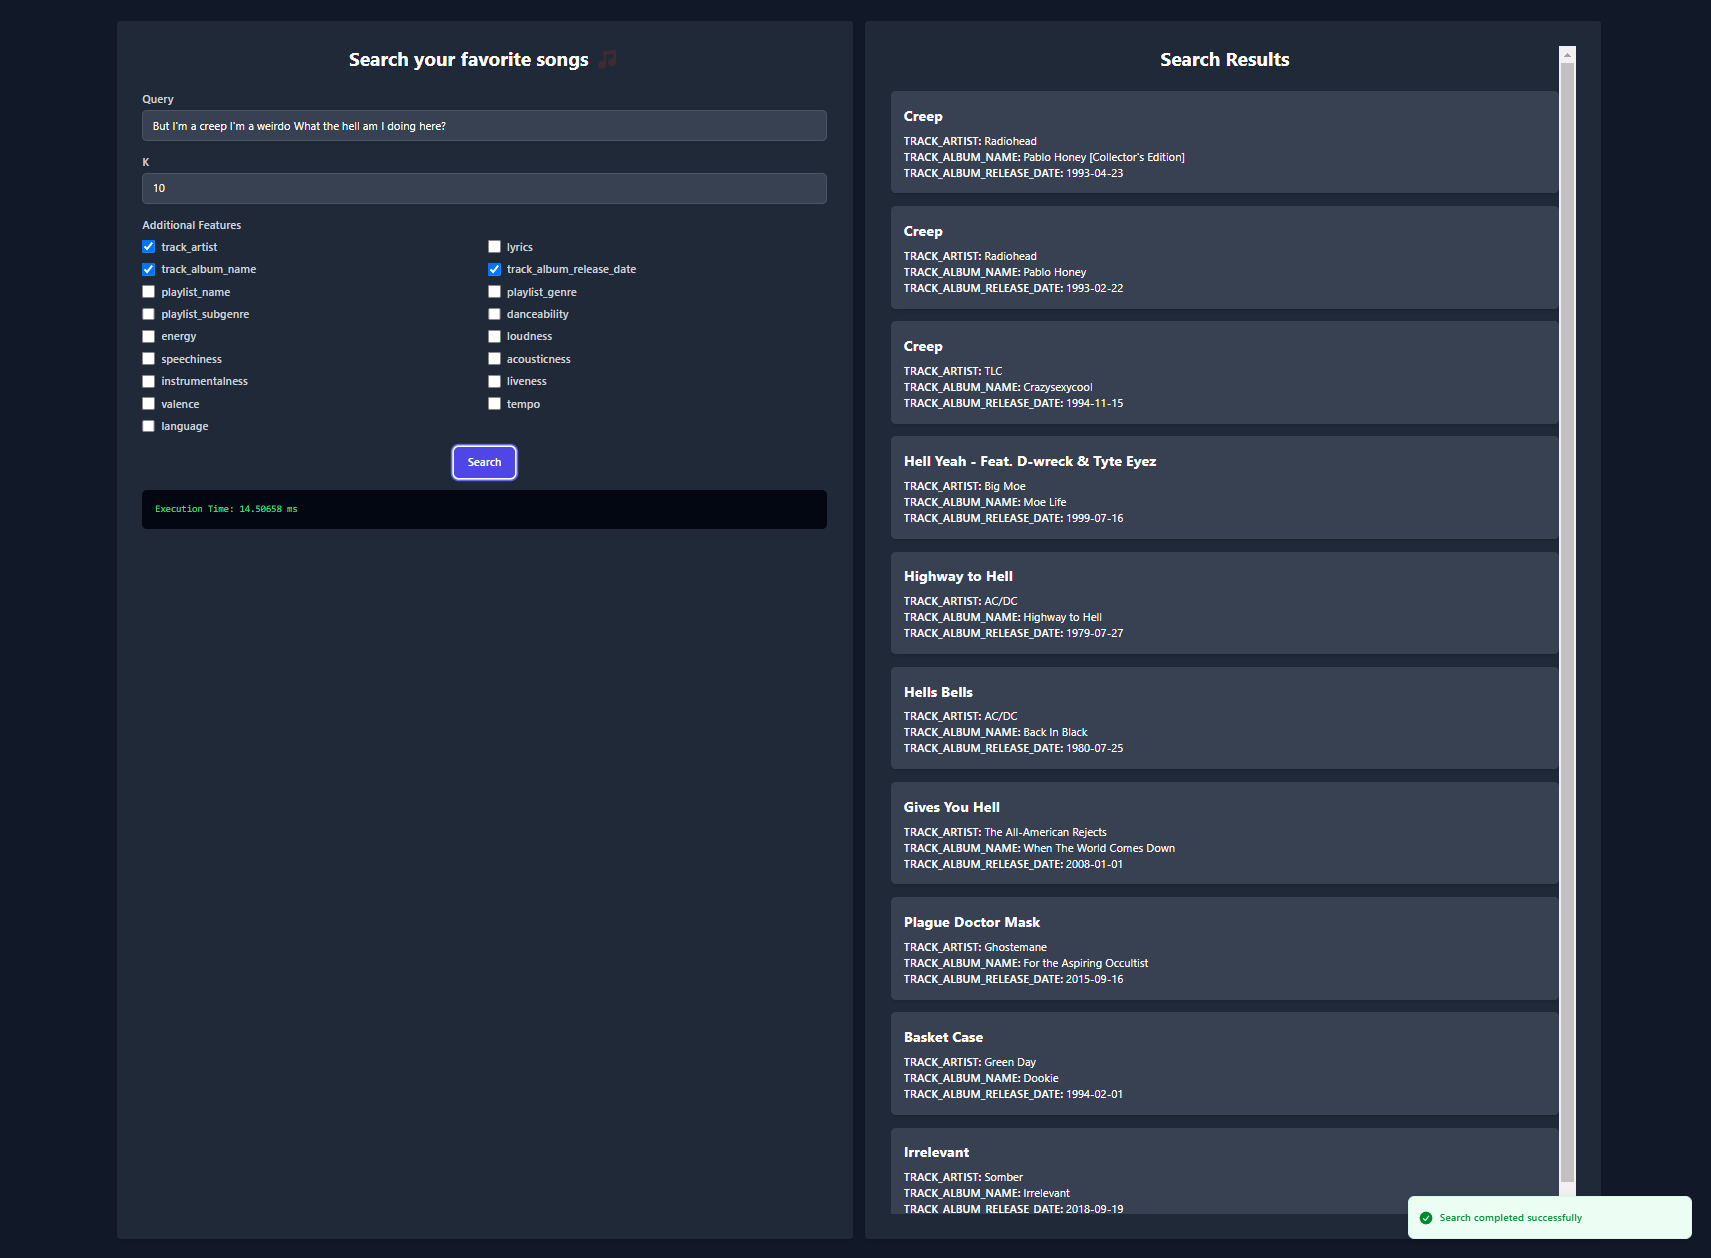 Search your favorite songs 🎵
Query
But I'm a creep I'm a weirdo What the hell am I doing here?
K
10
Additional Features
track_artist
lyrics
track_album_name
track_album_release_date
playlist_name
playlist_genre
playlist_subgenre
danceability
energy
loudness
speechiness
acousticness
instrumentalness
liveness
valence
tempo
language
Search
Execution Time: 14.50658 ms
Search Results
Creep
TRACK_ARTIST: Radiohead
TRACK_ALBUM_NAME: Pablo Honey [Collector's Edition]
TRACK_ALBUM_RELEASE_DATE: 1993-04-23
Creep
TRACK_ARTIST: Radiohead
TRACK_ALBUM_NAME: Pablo Honey
TRACK_ALBUM_RELEASE_DATE: 1993-02-22
Creep
TRACK_ARTIST: TLC
TRACK_ALBUM_NAME: Crazysexycool
TRACK_ALBUM_RELEASE_DATE: 1994-11-15
Hell Yeah - Feat. D-wreck & Tyte Eyez
TRACK_ARTIST: Big Moe
TRACK_ALBUM_NAME: Moe Life
TRACK_ALBUM_RELEASE_DATE: 1999-07-16
Highway to Hell
TRACK_ARTIST: AC/DC
TRACK_ALBUM_NAME: Highway to Hell
TRACK_ALBUM_RELEASE_DATE: 1979-07-27
Hells Bells
TRACK_ARTIST: AC/DC
TRACK_ALBUM_NAME: Back In Black
TRACK_ALBUM_RELEASE_DATE: 1980-07-25
Gives You Hell
TRACK_ARTIST: The All-American Rejects
TRACK_ALBUM_NAME: When The World Comes Down
TRACK_ALBUM_RELEASE_DATE: 2008-01-01
Plague Doctor Mask
TRACK_ARTIST: Ghostemane
TRACK_ALBUM_NAME: For the Aspiring Occultist
TRACK_ALBUM_RELEASE_DATE: 2015-09-16
Basket Case
TRACK_ARTIST: Green Day
TRACK_ALBUM_NAME: Dookie
TRACK_ALBUM_RELEASE_DATE: 1994-02-01
Irrelevant
TRACK_ARTIST: Somber
TRACK_ALBUM_NAME: Irrelevant
TRACK_ALBUM_RELEASE_DATE: 2018-09-19
Search completed successfully